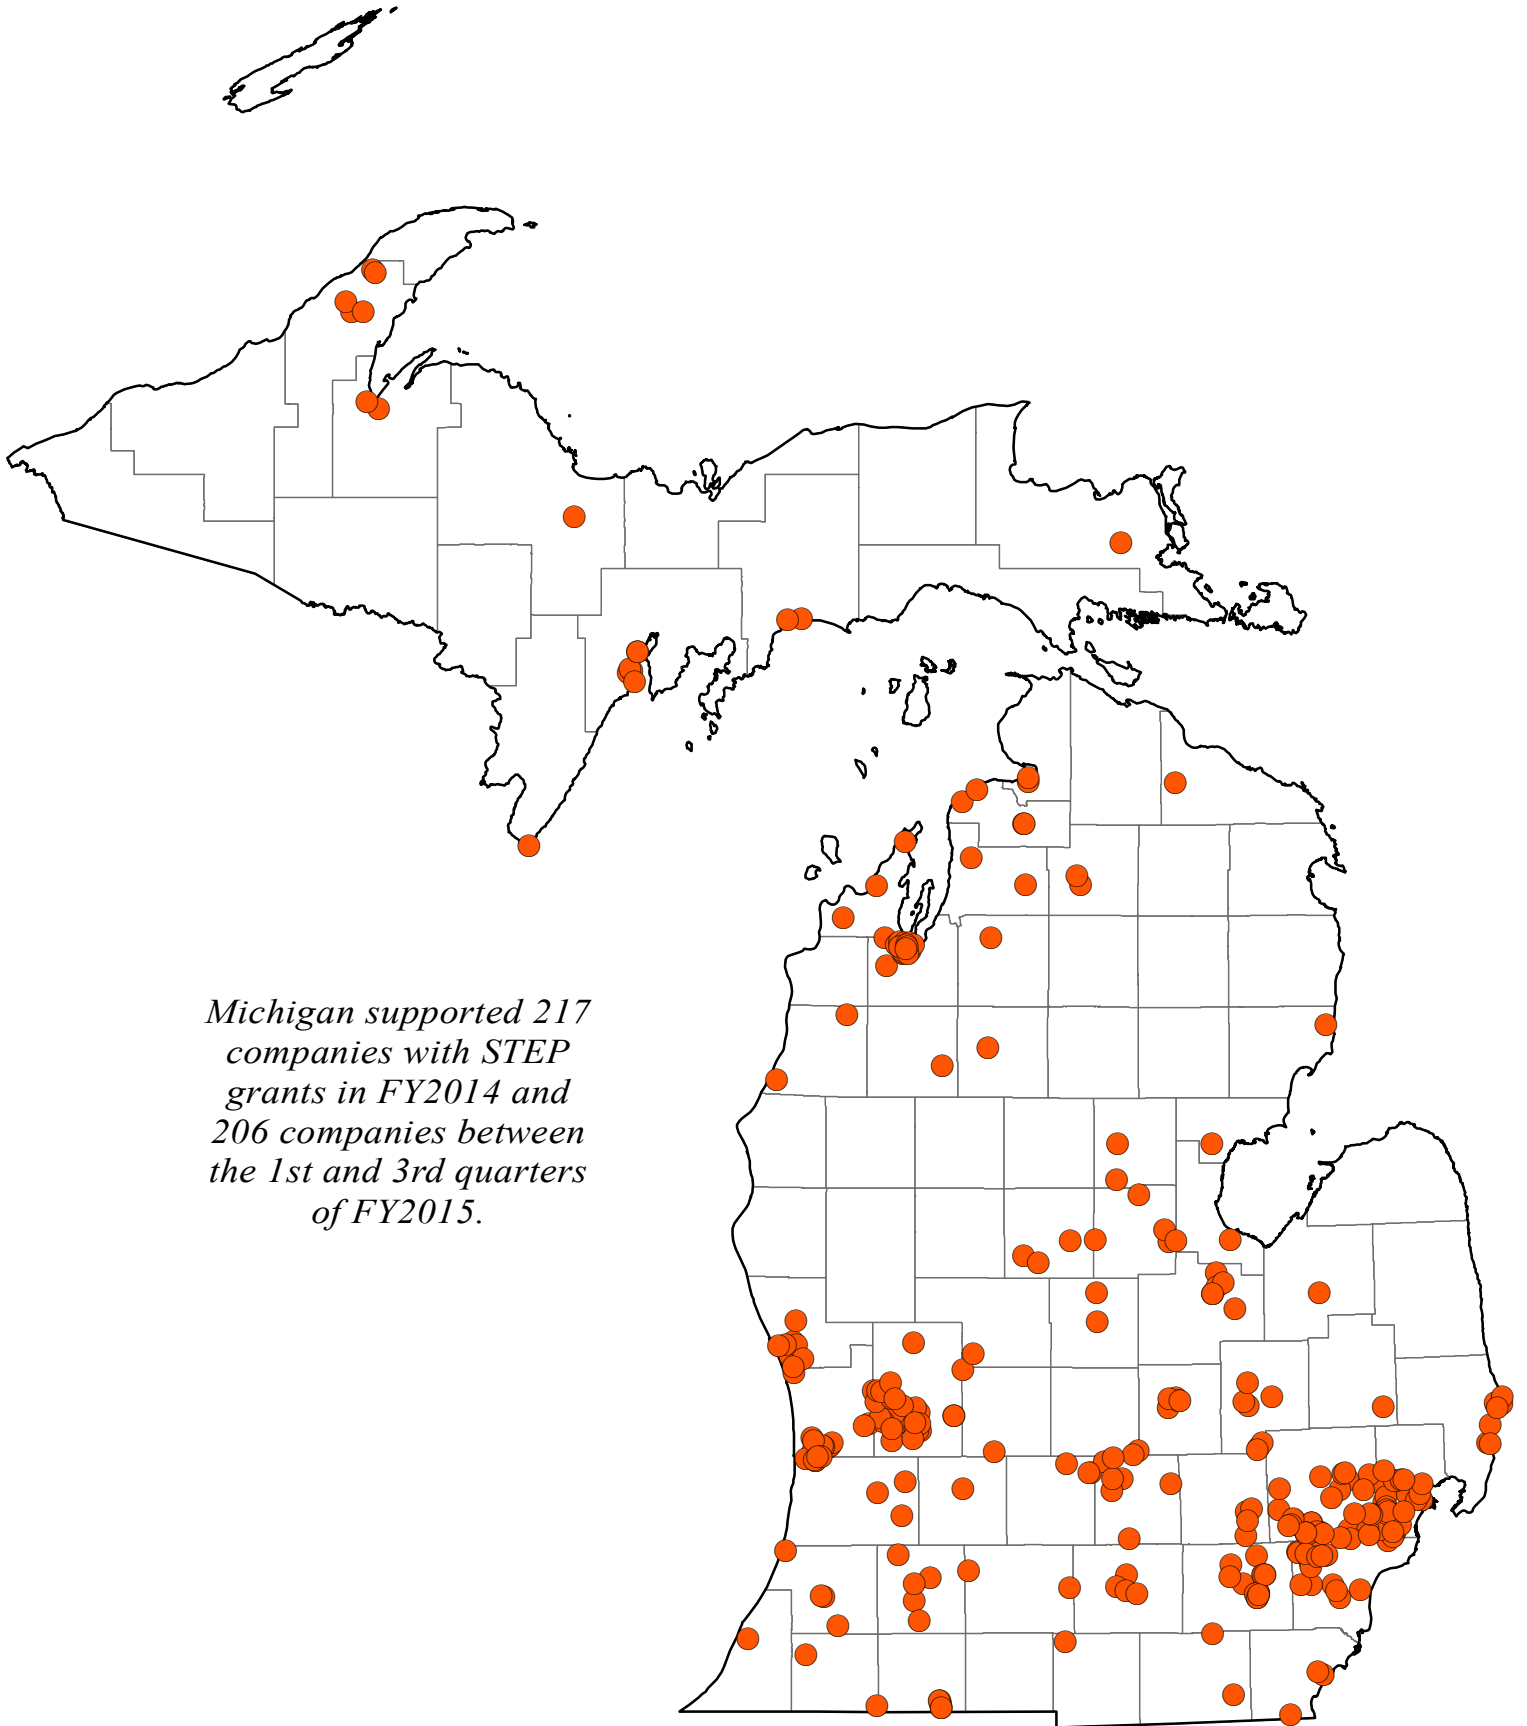 Michigan supported 217
companies with STEP
grants in FY2014 and
206 companies between
the 1st and 3rd quarters
of FY2015.